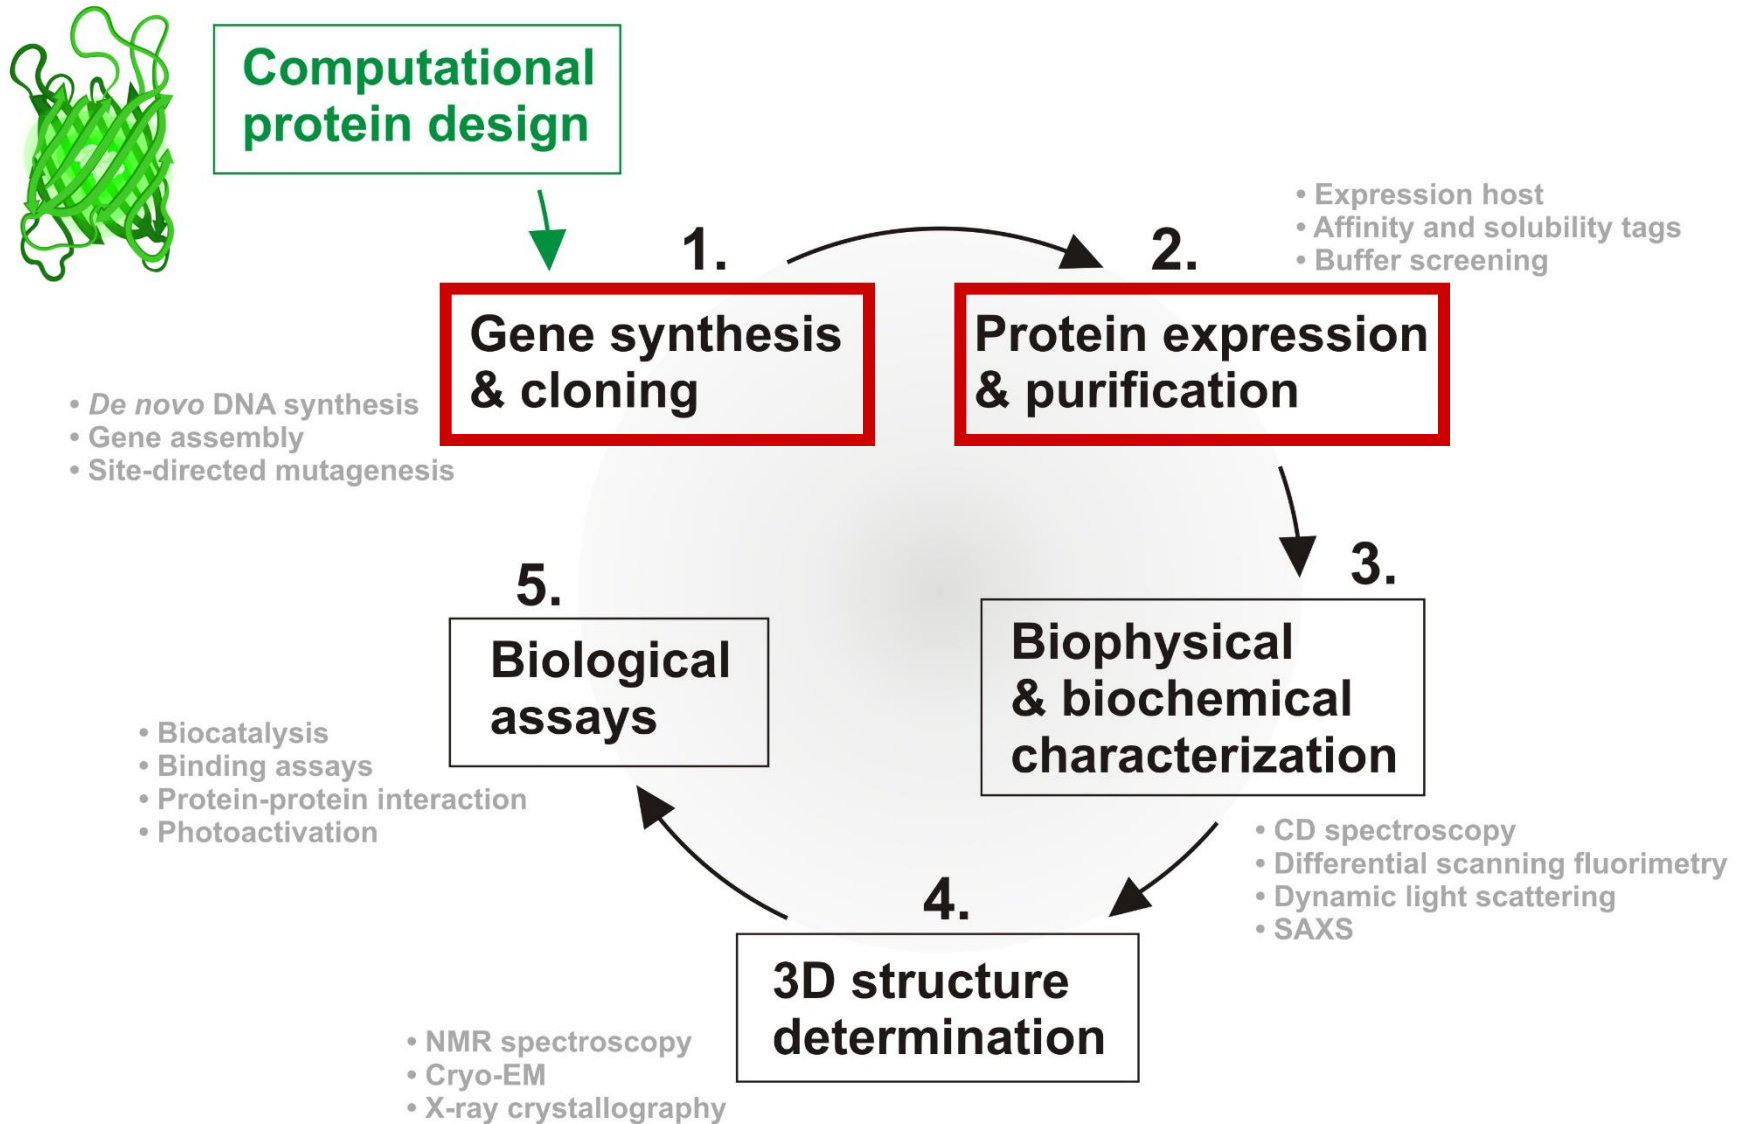 Computational
protein design
1.
Gene synthesis
& cloning
• De novo DNA synthesis
• Gene assembly
• Site-directed mutagenesis
2.
Protein expression
& purification
• Expression host
• Affinity and solubility tags
• Buffer screening
3.
Biophysical
& biochemical
characterization
• CD spectroscopy
• Differential scanning fluorimetry
• Dynamic light scattering
• SAXS
4.
3D structure
determination
• NMR spectroscopy
• Cryo-EM
• X-ray crystallography
5.
Biological
assays
• Biocatalysis
• Binding assays
• Protein-protein interaction
• Photoactivation